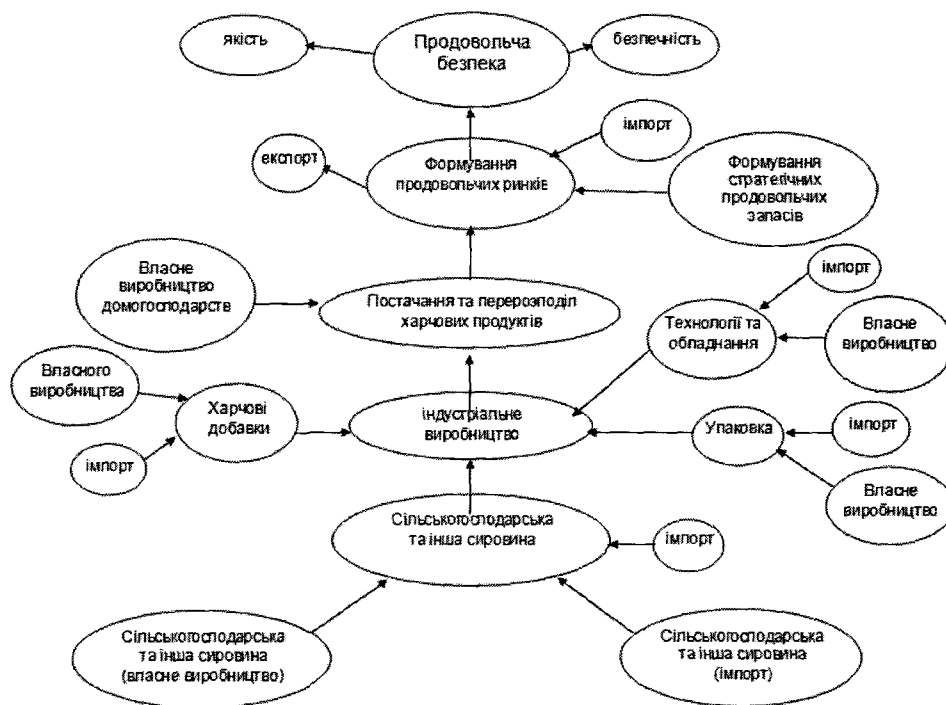 якість
Продовольча
безпека
безпечність
імпорт
експорт
Формування
продовольчих ринків
Формування
стратегічних
продовольчих
запасів
Власне
виробництво
домогосподарств
Постачання та перерозподіл
харчових продуктів
імпорт
Технології та
обладнання
Власне
виробництво
Власного
виробництва
Харчові
добавки
імпорт
індустріальне
виробництво
Упаковка
імпорт
Власне
виробництво
Сільськогосподарська
та інша сировина
імпорт
Сільськогосподарська
та інша сировина
(власне виробництво)
Сільськогосподарська
та інша сировина
(імпорт)